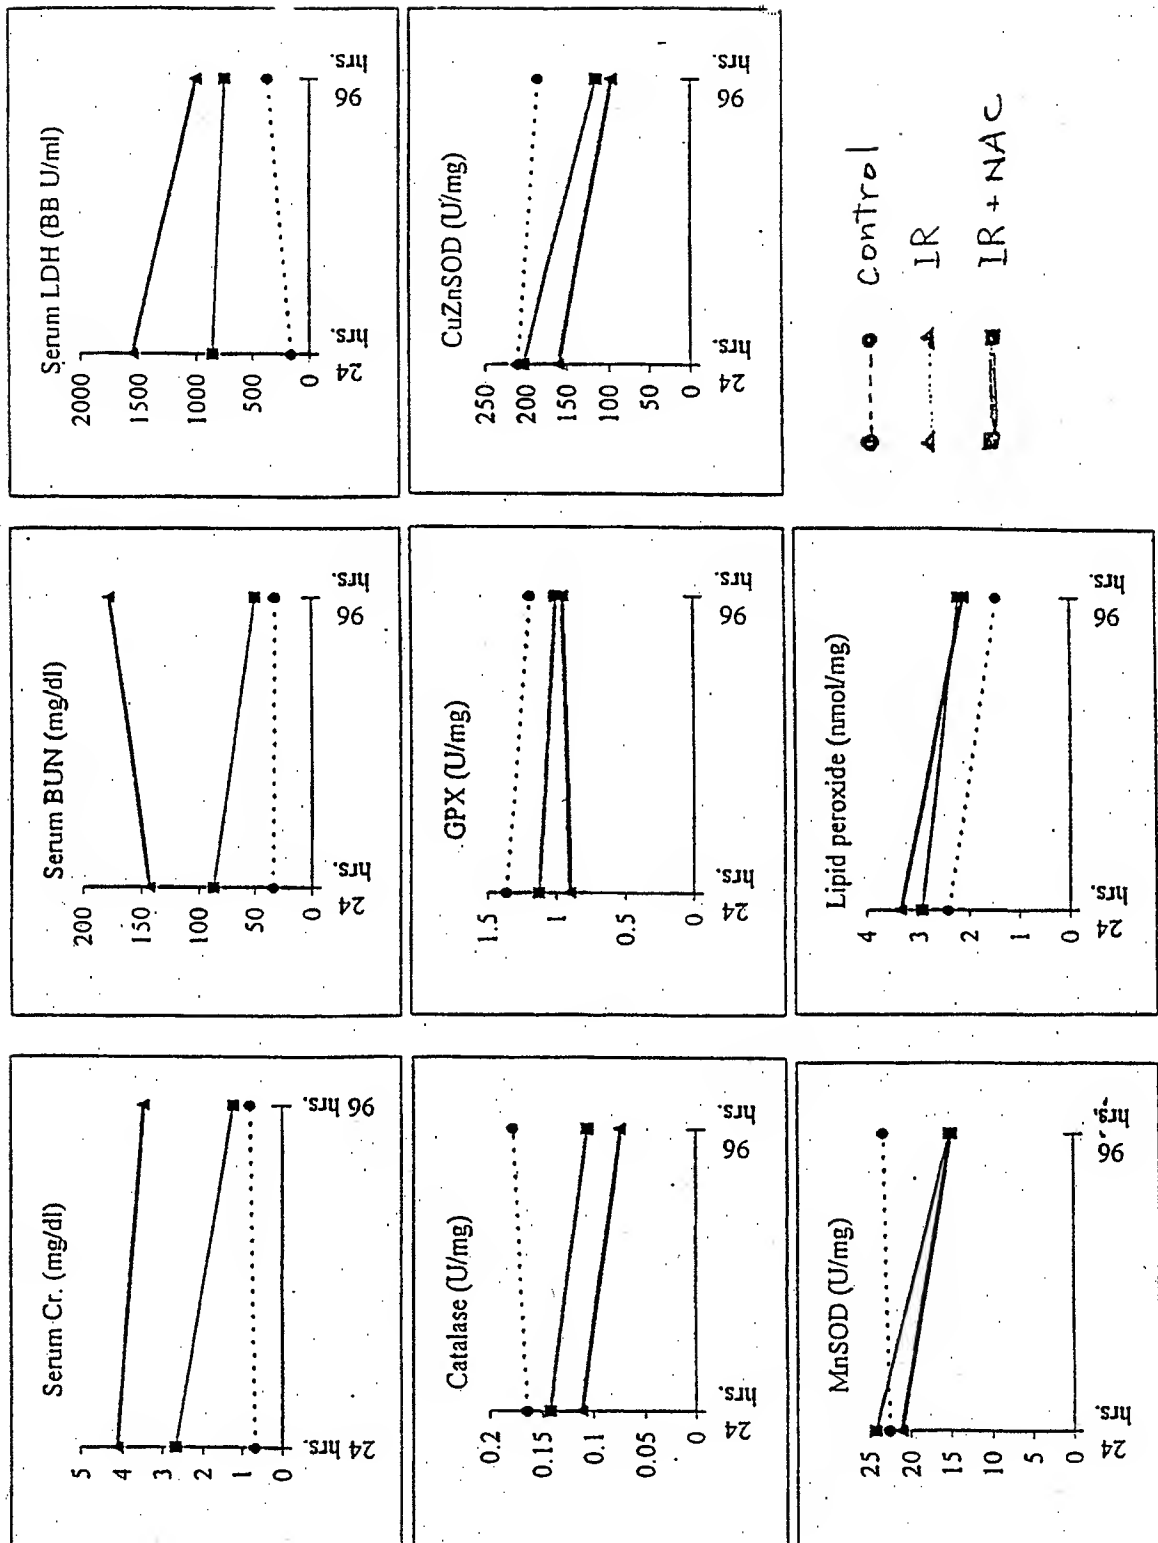 Serum Cr. (mg/dl)
5
4
3
2
1
0
24 hrs.
96 hrs.
Serum BUN (mg/dl)
200
150
100
50
0
24
hrs.
96
hrs.
Serum LDH (BB U/ml)
2000
1500
1000
500
0
24
hrs.
96
hrs.
Catalase (U/mg)
0.2
0.15
0.1
0.05
0
24
hrs.
96
hrs.
GPX (U/mg)
1.5
1
0.5
0
24
hrs.
96
hrs.
CuZnSOD (U/mg)
250
200
150
100
50
0
24
hrs.
96
hrs.
MnSOD (U/mg)
25
20
15
10
5
0
24
hrs.
96
hrs.
Lipid peroxide (nmol/mg)
4
3
2
1
0
24
hrs.
96
hrs.
Control
IR
IR + NAC